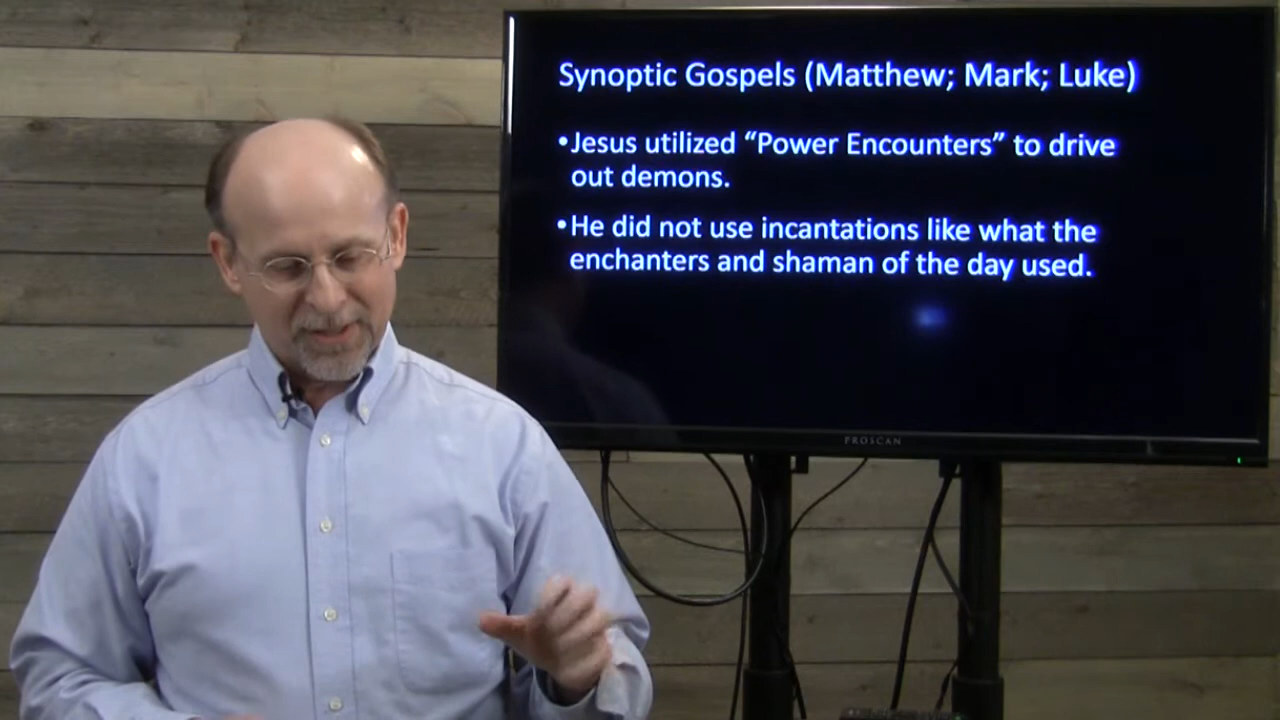 Synoptic Gospels (Matthew; Mark; Luke)
•Jesus utilized “Power Encounters” to drive
out demons.
•He did not use incantations like what the
enchanters and shaman of the day used.
PROSCAN